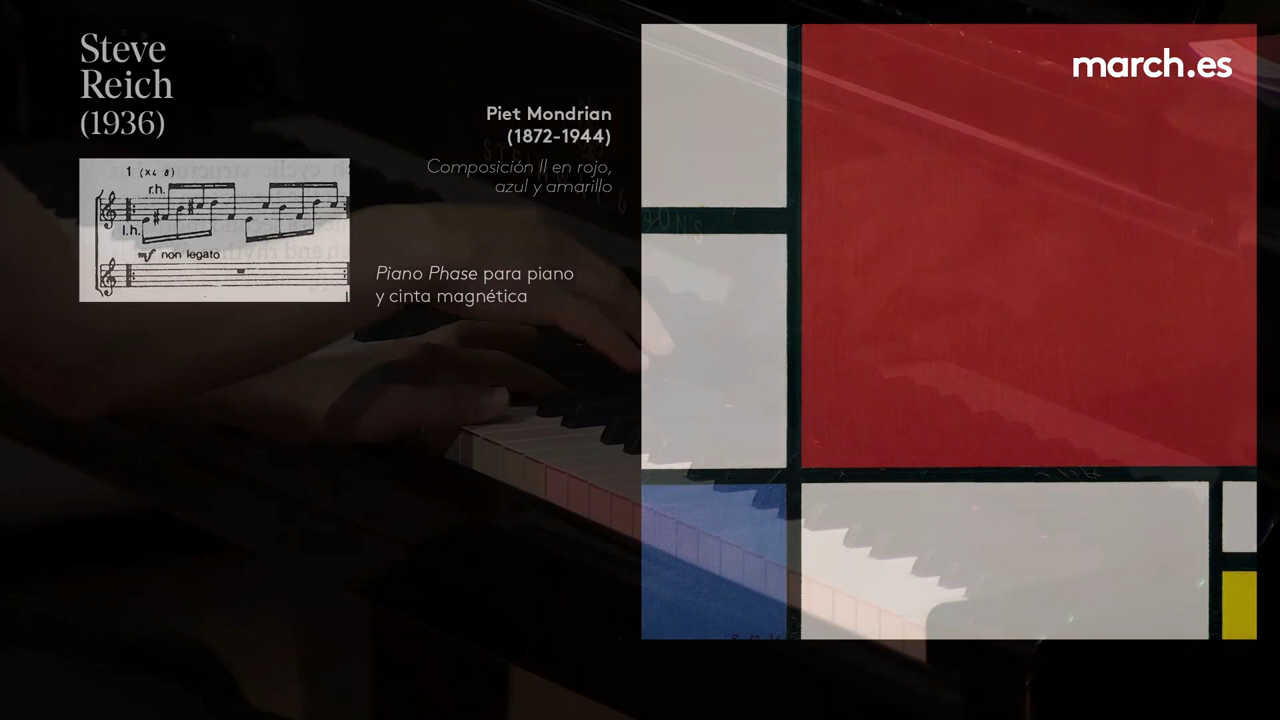 Steve
Reich
(1936)
1 (x4-8)
r.h.
l.h.
mf non legato
Piet Mondrian
(1872-1944)
Composición II en rojo,
azul y amarillo
Piano Phase para piano
y cinta magnética
march.es